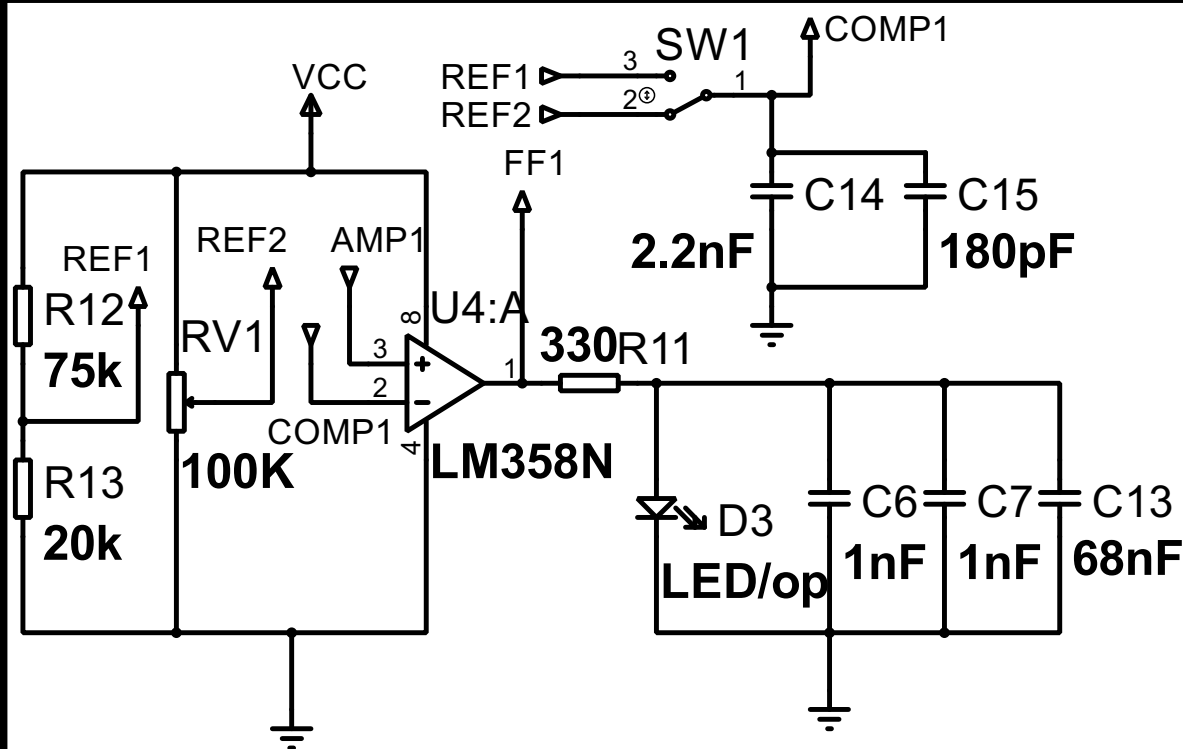 COMP1
SW1
REF1
3
1
REF2
2
VCC
FF1
C14
C15
2.2nF
180pF
REF2
AMP1
REF1
R12
75k
RV1
8
U4:A
3
2
1
330
R11
COMP1
4
LM358N
100K
R13
20k
D3
LED/op
C6
1nF
C7
1nF
C13
68nF